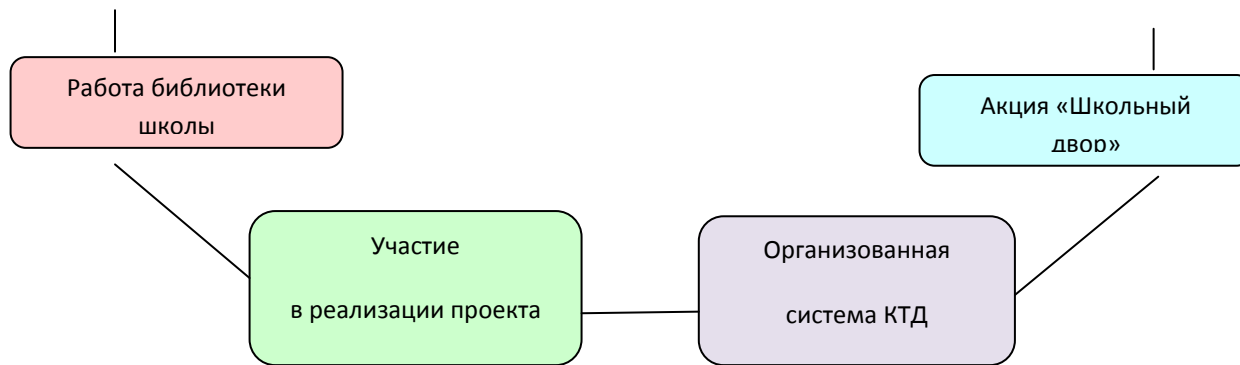 Работа библиотеки
школы
Акция «Школьный
двор»
Участие
в реализации проекта
Организованная
система КТД